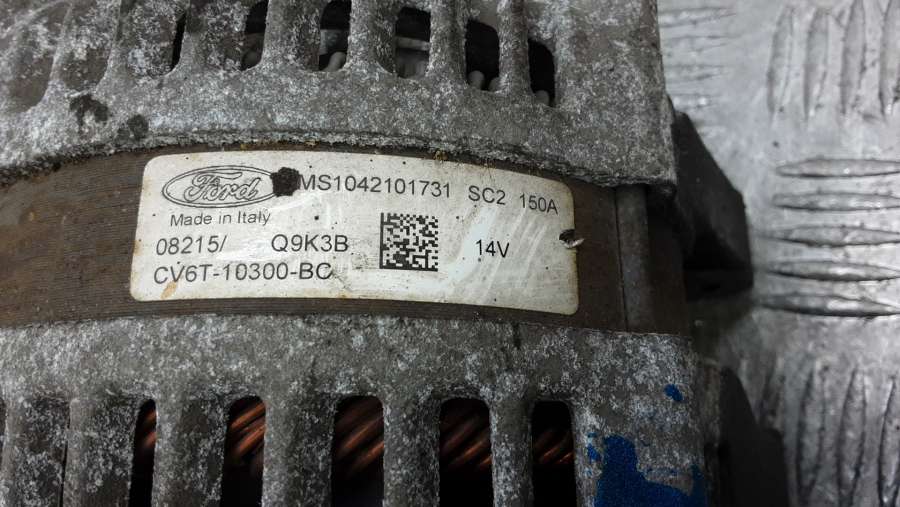 Ford MS1042101731 SC2 150A
Made in Italy
08215/ Q9K3B 14V
CV6T-10300-BC